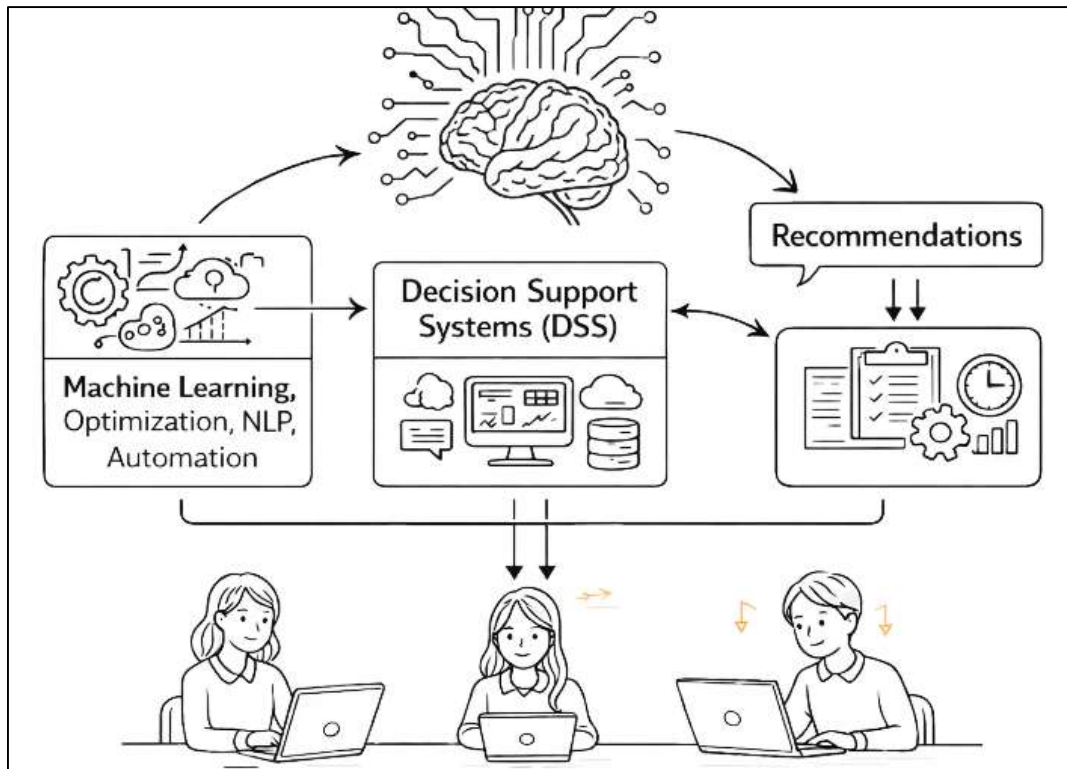 Recommendations
Decision Support
Systems (DSS)
Machine Learning,
Optimization, NLP,
Automation